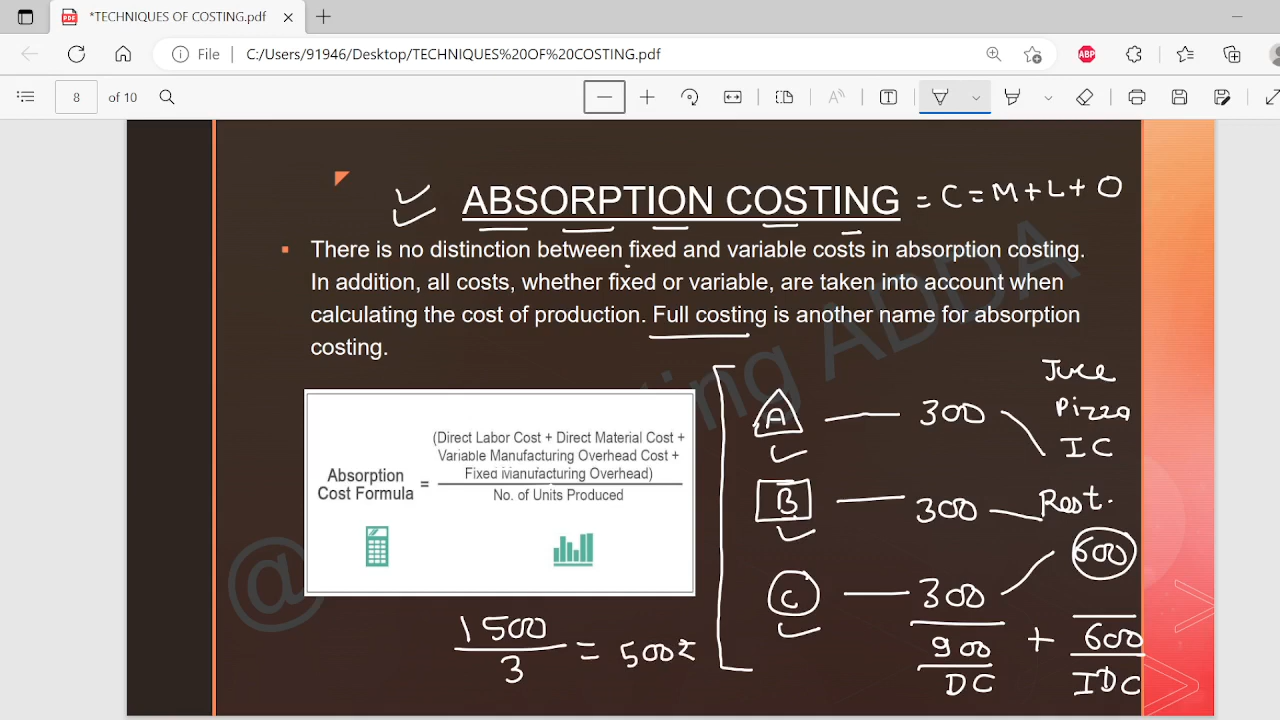 *TECHNIQUES OF COSTING.pdf
File C:/Users/91946/Desktop/TECHNIQUES%20OF%20COSTING.pdf
ABP
8 of 10
ABSORPTION COSTING = C = M + L + O
There is no distinction between fixed and variable costs in absorption costing.
In addition, all costs, whether fixed or variable, are taken into account when
calculating the cost of production. Full costing is another name for absorption
costing.
(Direct Labor Cost + Direct Material Cost +
Variable Manufacturing Overhead Cost +
Fixed Manufacturing Overhead)
Absorption
Cost Formula =
No. of Units Produced
1500
3
= 500₹
A — 300
B — 300
C — 300
900
DC
+
Juce
Pizza
IC
Rest.
600
600
IDC